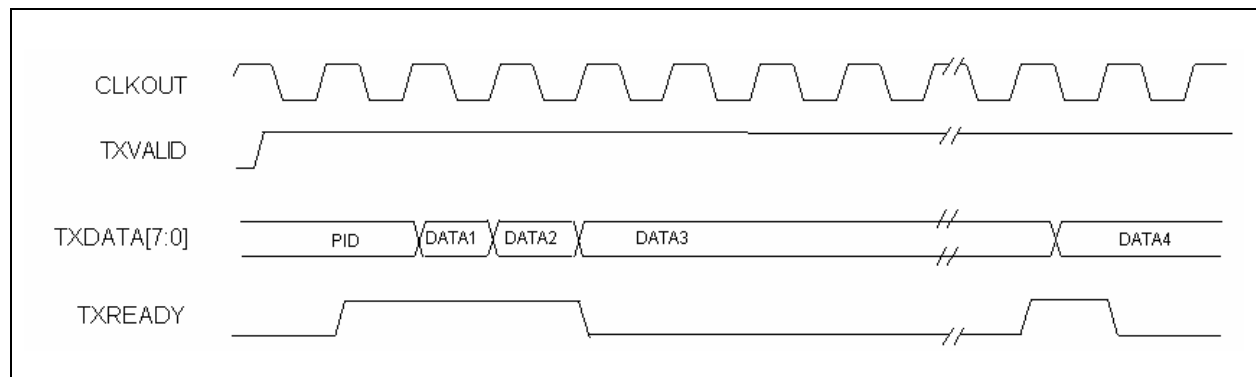 CLKOUT
TXVALID
TXDATA[7:0]
PID DATA1 DATA2 DATA3 DATA4
TXREADY